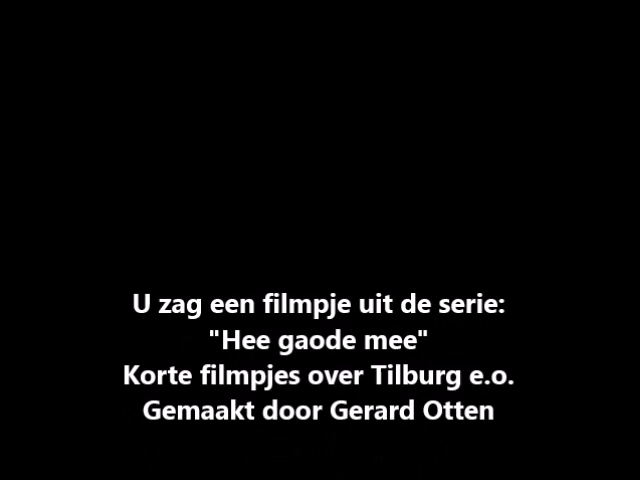 U zag een filmpje uit de serie:
"Hee gaode mee"
Korte filmpjes over Tilburg e.o.
Gemaakt door Gerard Otten